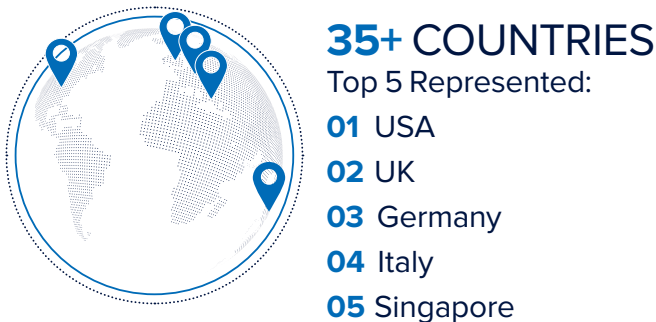 35+ COUNTRIES
Top 5 Represented:
01 USA
02 UK
03 Germany
04 Italy
05 Singapore